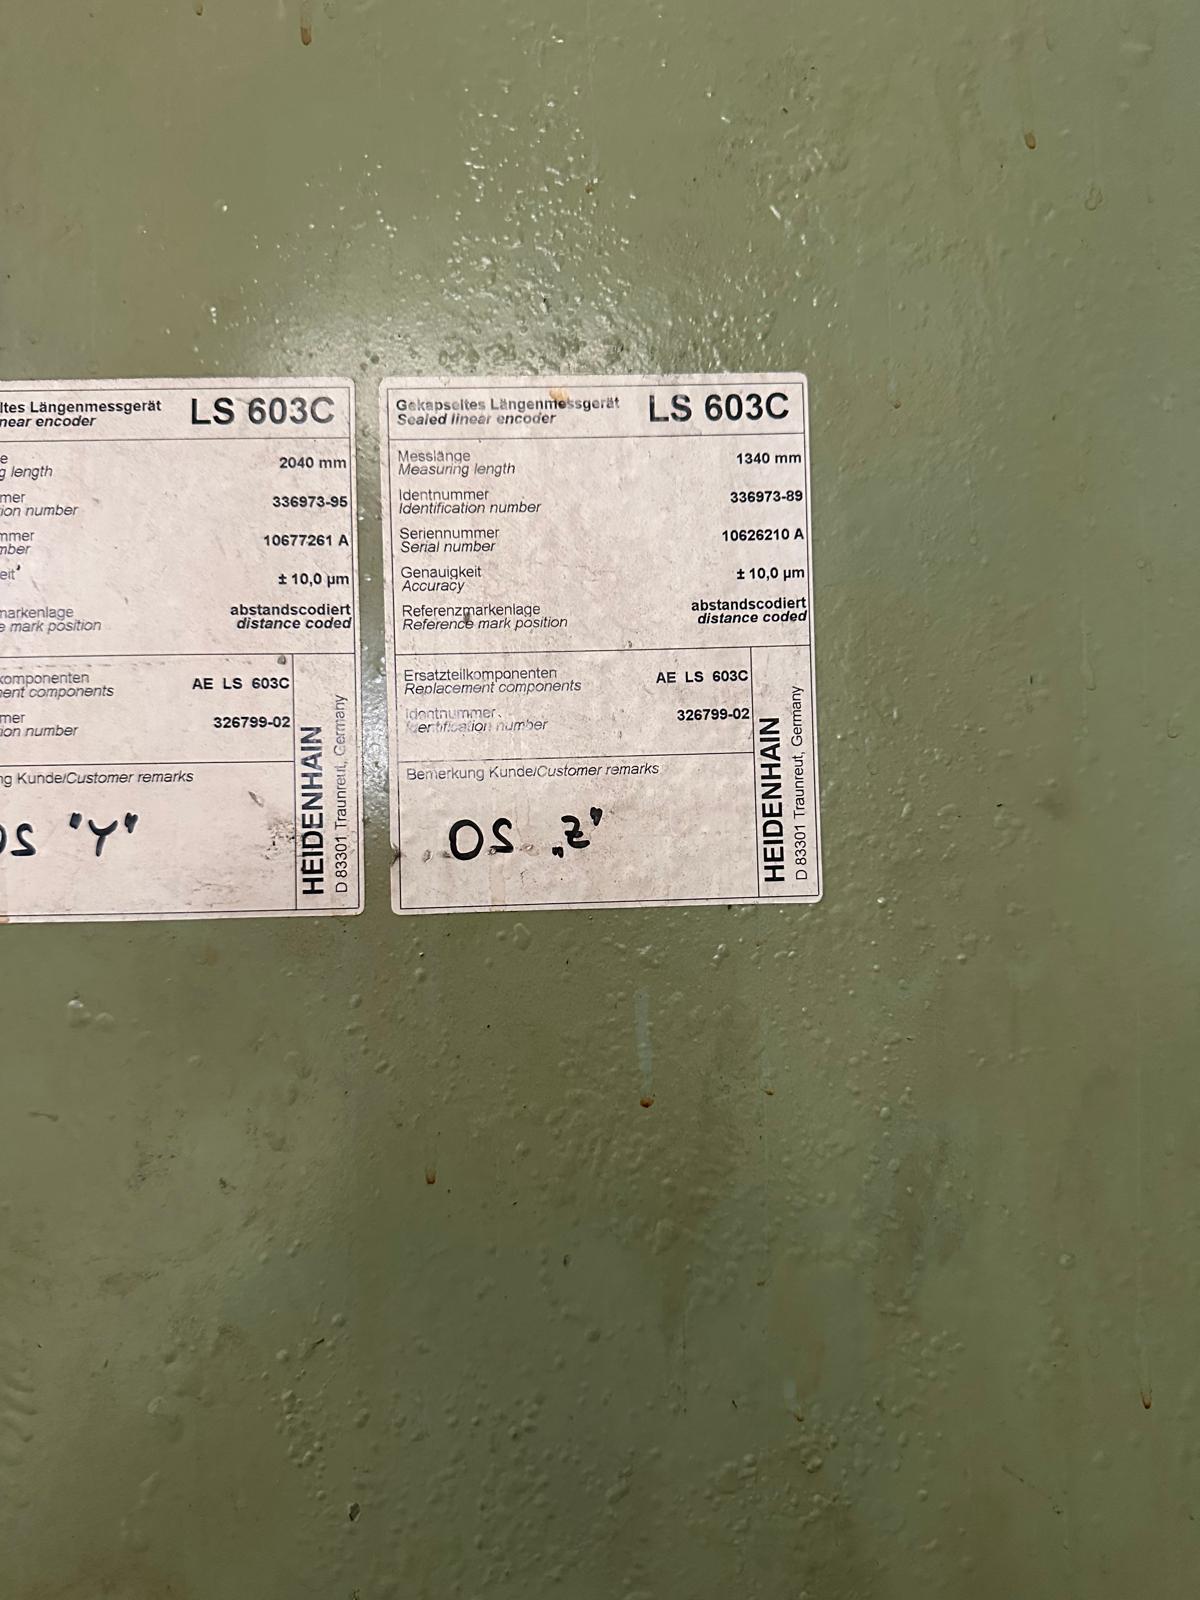 ltes Längenmessgerät LS 603C
near encoder
e 2040 mm
g length
mer 336973-95
ion number
mmer 10677261 A
mber
eit ± 10,0 µm
markenlage abstandscodiert
e mark position distance coded
komponenten AE LS 603C
ent components
mer 326799-02
ion number
ng Kunde/Customer remarks
OS "Y"
HEIDENHAIN
D 83301 Traunreut, Germany
Gekapseltes Längenmessgerät LS 603C
Sealed linear encoder
Messlänge 1340 mm
Measuring length
Identnummer 336973-89
Identification number
Seriennummer 10626210 A
Serial number
Genauigkeit ± 10,0 µm
Accuracy
Referenzmarkenlage abstandscodiert
Reference mark position distance coded
Ersatzteilkomponenten AE LS 603C
Replacement components
Identnummer 326799-02
Identification number
Bemerkung Kunde/Customer remarks
OS „Z"
HEIDENHAIN
D 83301 Traunreut, Germany